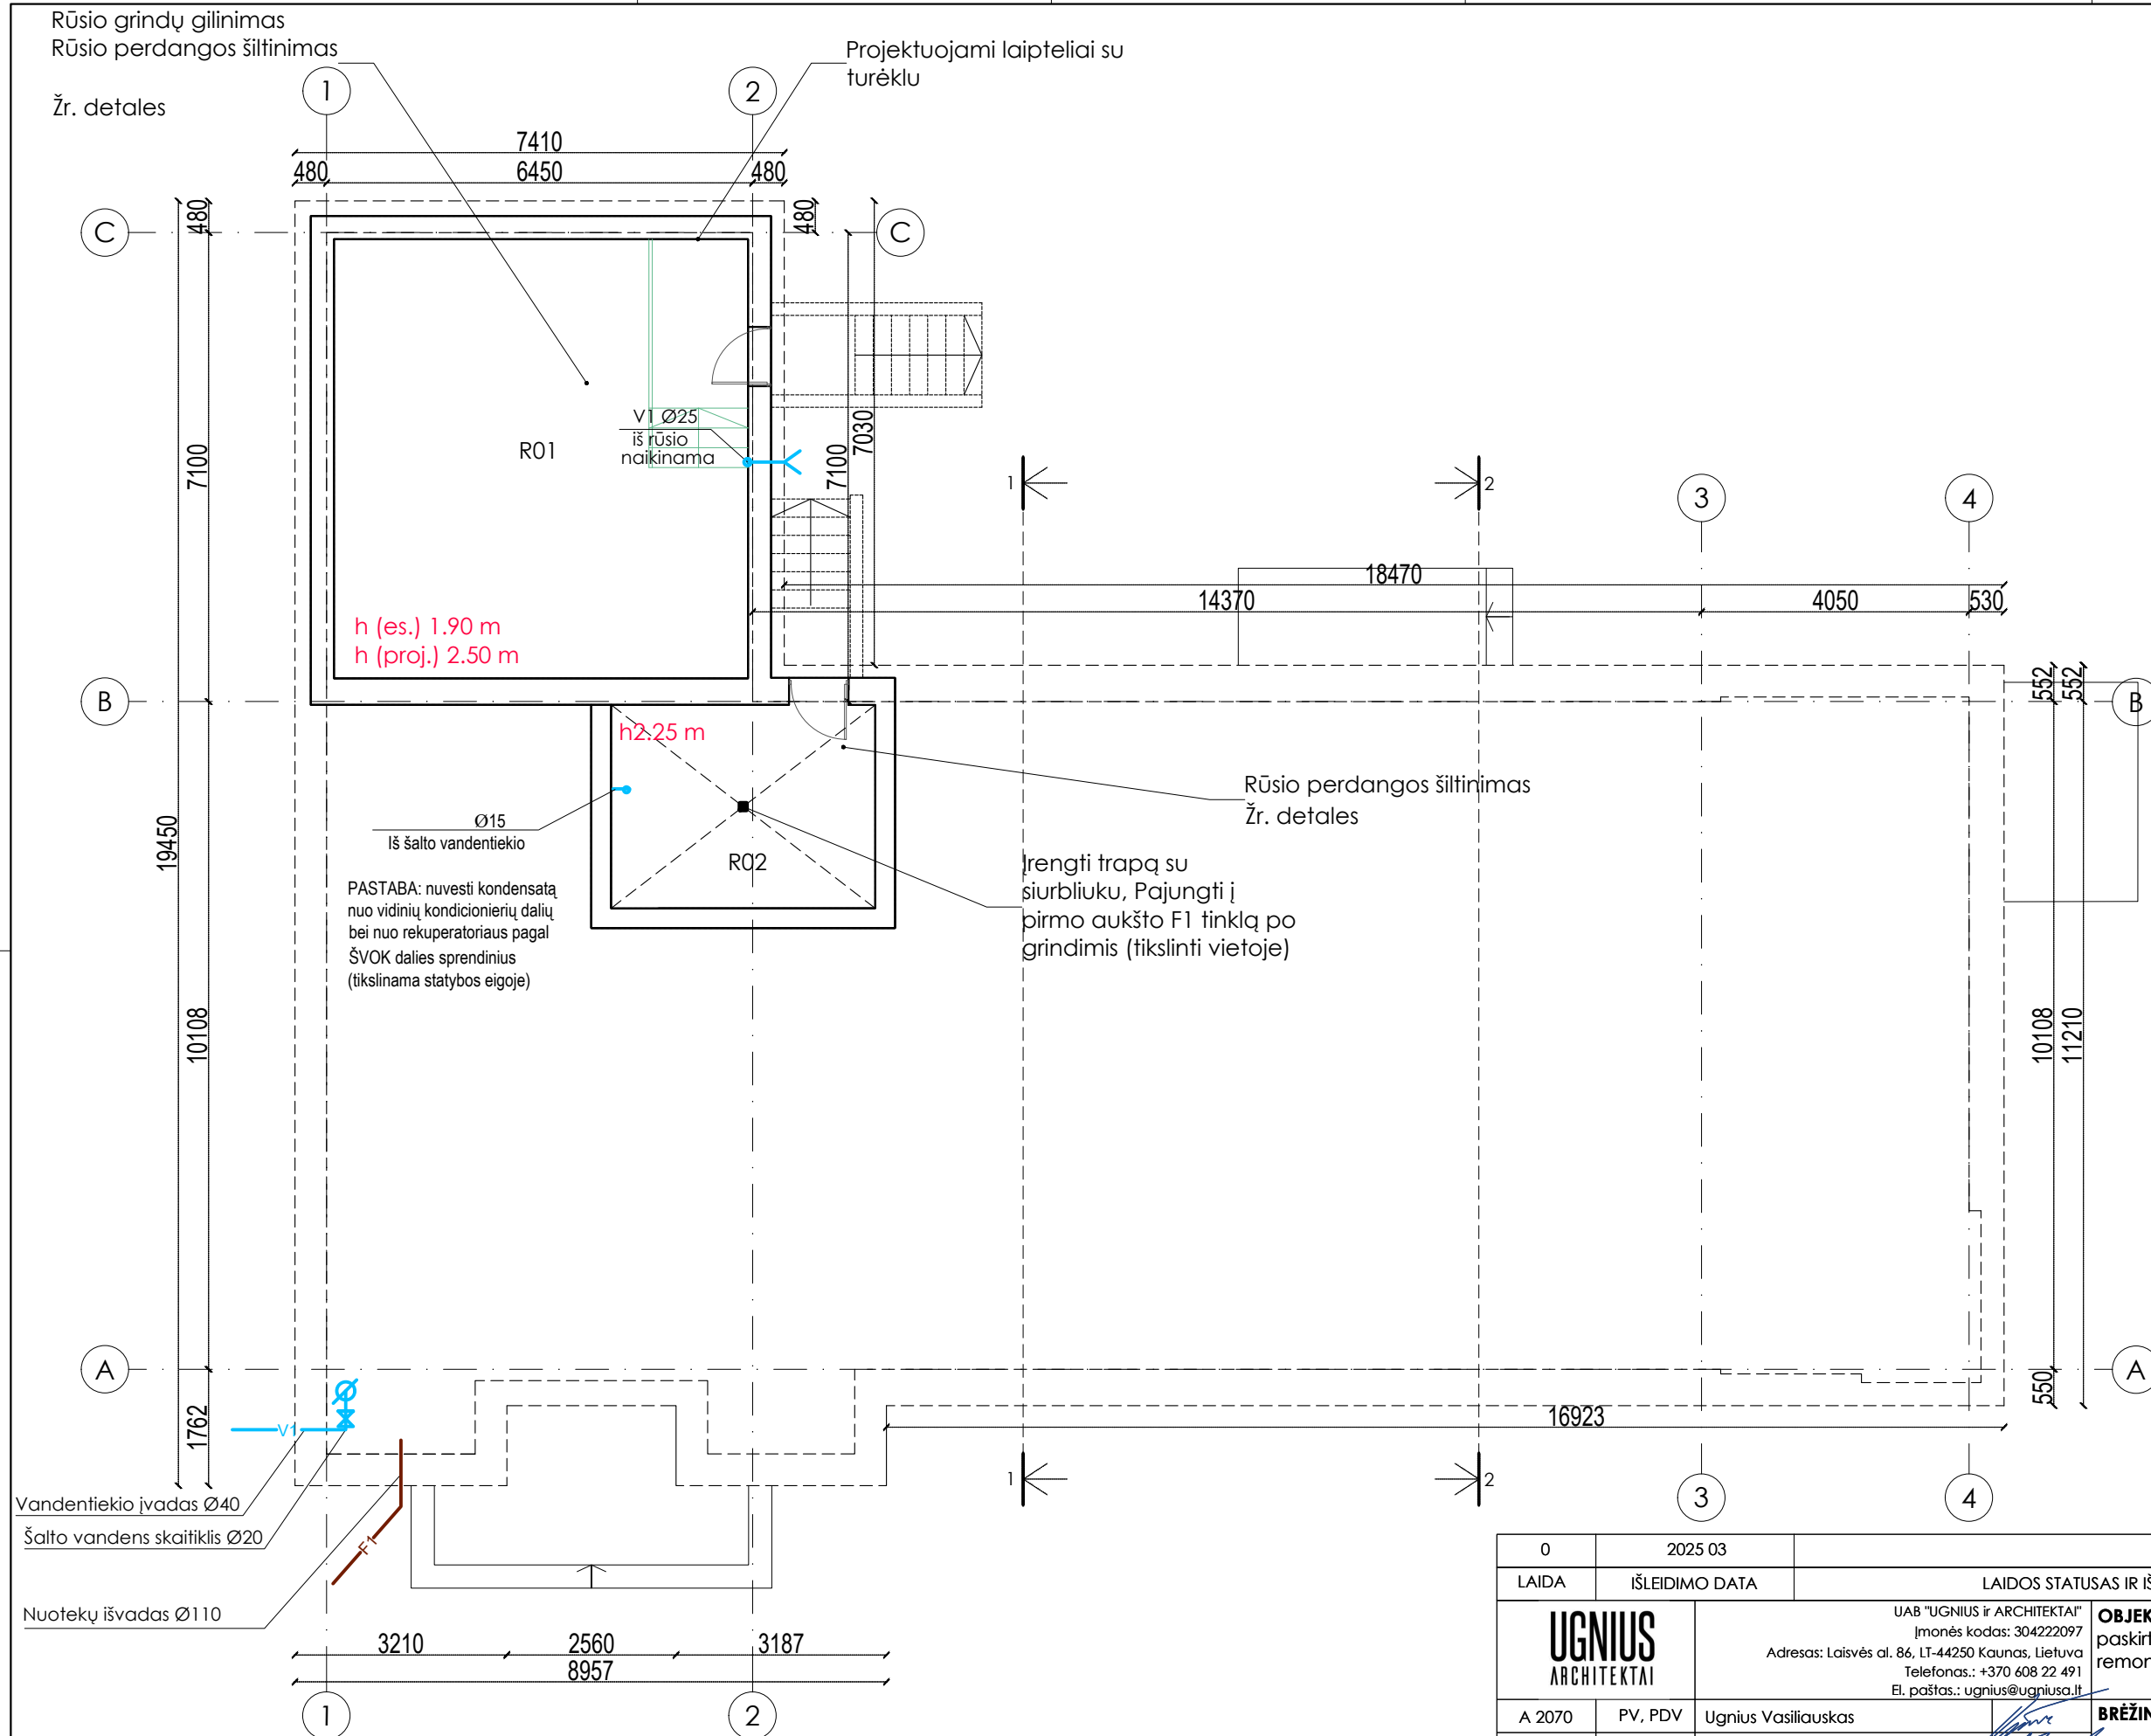 Rūsio grindų gilinimas
Rūsio perdangos šiltinimas
Žr. detales
Projektuojami laipteliai su
turėklu
1
2
7410
480
6450
480
480
480
C
C
V1 Ø25
iš rūsio
naikinama
R01
7100
7100
7030
1
2
3
4
18470
14370
4050
530
h (es.) 1.90 m
h (proj.) 2.50 m
B
B
552
552
h2.25 m
Rūsio perdangos šiltinimas
Žr. detales
Ø15
Iš šalto vandentiekio
R02
19450
Įrengti trapą su
siurbliuku, Pajungti į
pirmo aukšto F1 tinklą po
grindimis (tikslinti vietoje)
PASTABA: nuvesti kondensatą
nuo vidinių kondicionierių dalių
bei nuo rekuperatoriaus pagal
ŠVOK dalies sprendinius
(tikslinama statybos eigoje)
10108
10108
11210
A
A
1762
550
V1
16923
1
2
3
4
Vandentiekio įvadas Ø40
Šalto vandens skaitiklis Ø20
F1
Nuotekų išvadas Ø110
3210
2560
3187
8957
1
2
0
2025 03
LAIDA
IŠLEIDIMO DATA
LAIDOS STATUSAS IR IŠ
UGNIUS
ARCHITEKTAI
UAB "UGNIUS ir ARCHITEKTAI"
Įmonės kodas: 304222097
Adresas: Laisvės al. 86, LT-44250 Kaunas, Lietuva
Telefonas.: +370 608 22 491
El. paštas.: ugnius@ugniusa.lt
OBJEK
paskirt
remon
A 2070
PV, PDV
Ugnius Vasiliauskas
BRĖŽIN